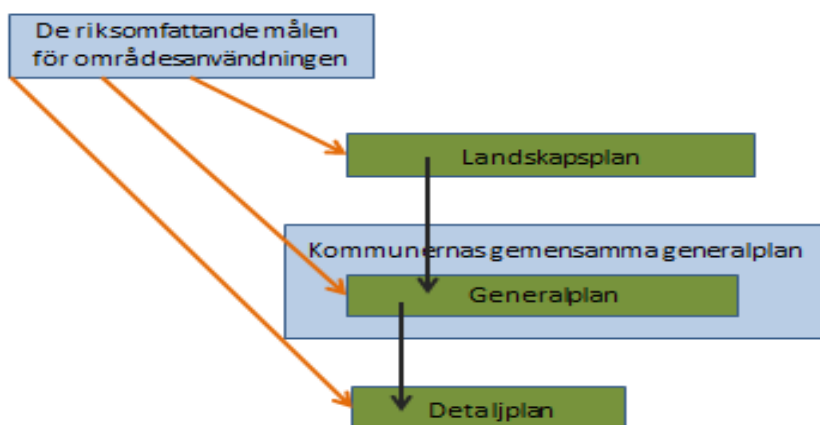 De riksomfattande målen
för områdesanvändningen
Landskapsplan
Kommunernas gemensamma generalplan
Generalplan
Detaljplan